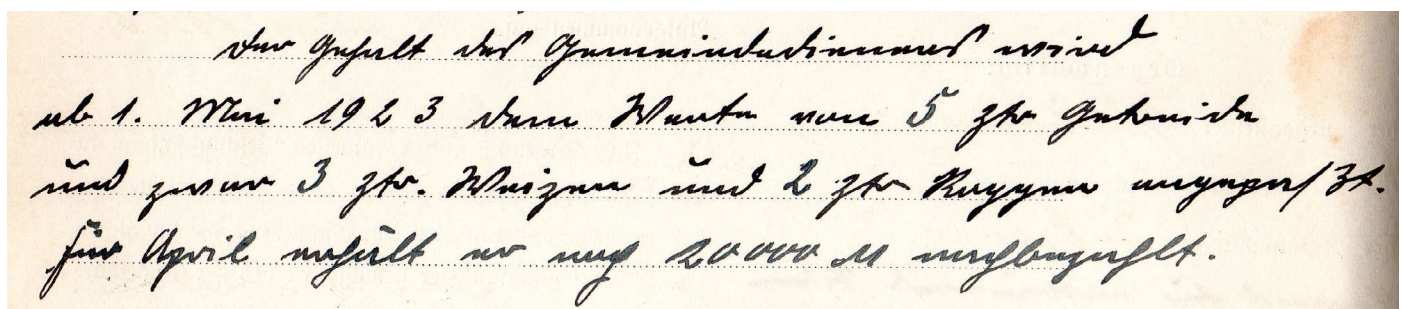 Der Gehalt des Gemeindedieners wird
ab 1. Mai 1923 dem Werte von 5 Ztr Getreide
und zwar 3 Ztr. Weizen und 2 Ztr Roggen angepaßt.
Für April erhält er noch 20000 M nachbezahlt.